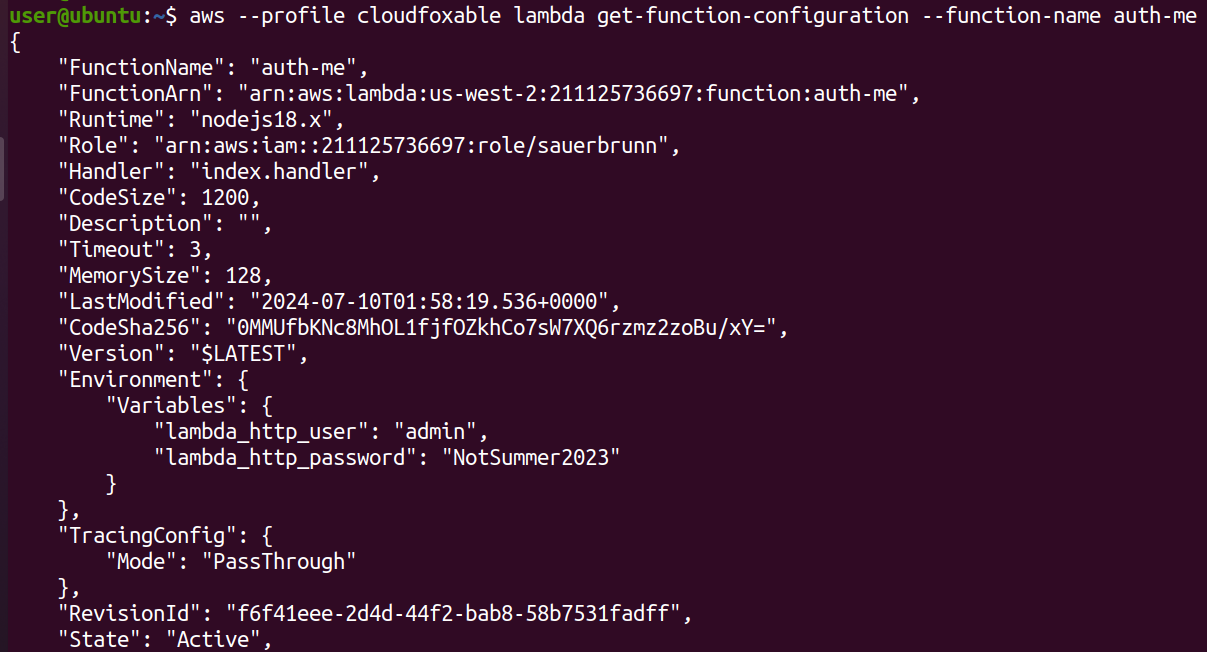 user@ubuntu:~$ aws --profile cloudfoxable lambda get-function-configuration --function-name auth-me
{
    "FunctionName": "auth-me",
    "FunctionArn": "arn:aws:lambda:us-west-2:211125736697:function:auth-me",
    "Runtime": "nodejs18.x",
    "Role": "arn:aws:iam::211125736697:role/sauerbrunn",
    "Handler": "index.handler",
    "CodeSize": 1200,
    "Description": "",
    "Timeout": 3,
    "MemorySize": 128,
    "LastModified": "2024-07-10T01:58:19.536+0000",
    "CodeSha256": "0MMUfbKNc8MhOL1fjfOZkhCo7sW7XQ6rzmz2zoBu/xY=",
    "Version": "$LATEST",
    "Environment": {
        "Variables": {
            "lambda_http_user": "admin",
            "lambda_http_password": "NotSummer2023"
        }
    },
    "TracingConfig": {
        "Mode": "PassThrough"
    },
    "RevisionId": "f6f41eee-2d4d-44f2-bab8-58b7531fadff",
    "State": "Active",